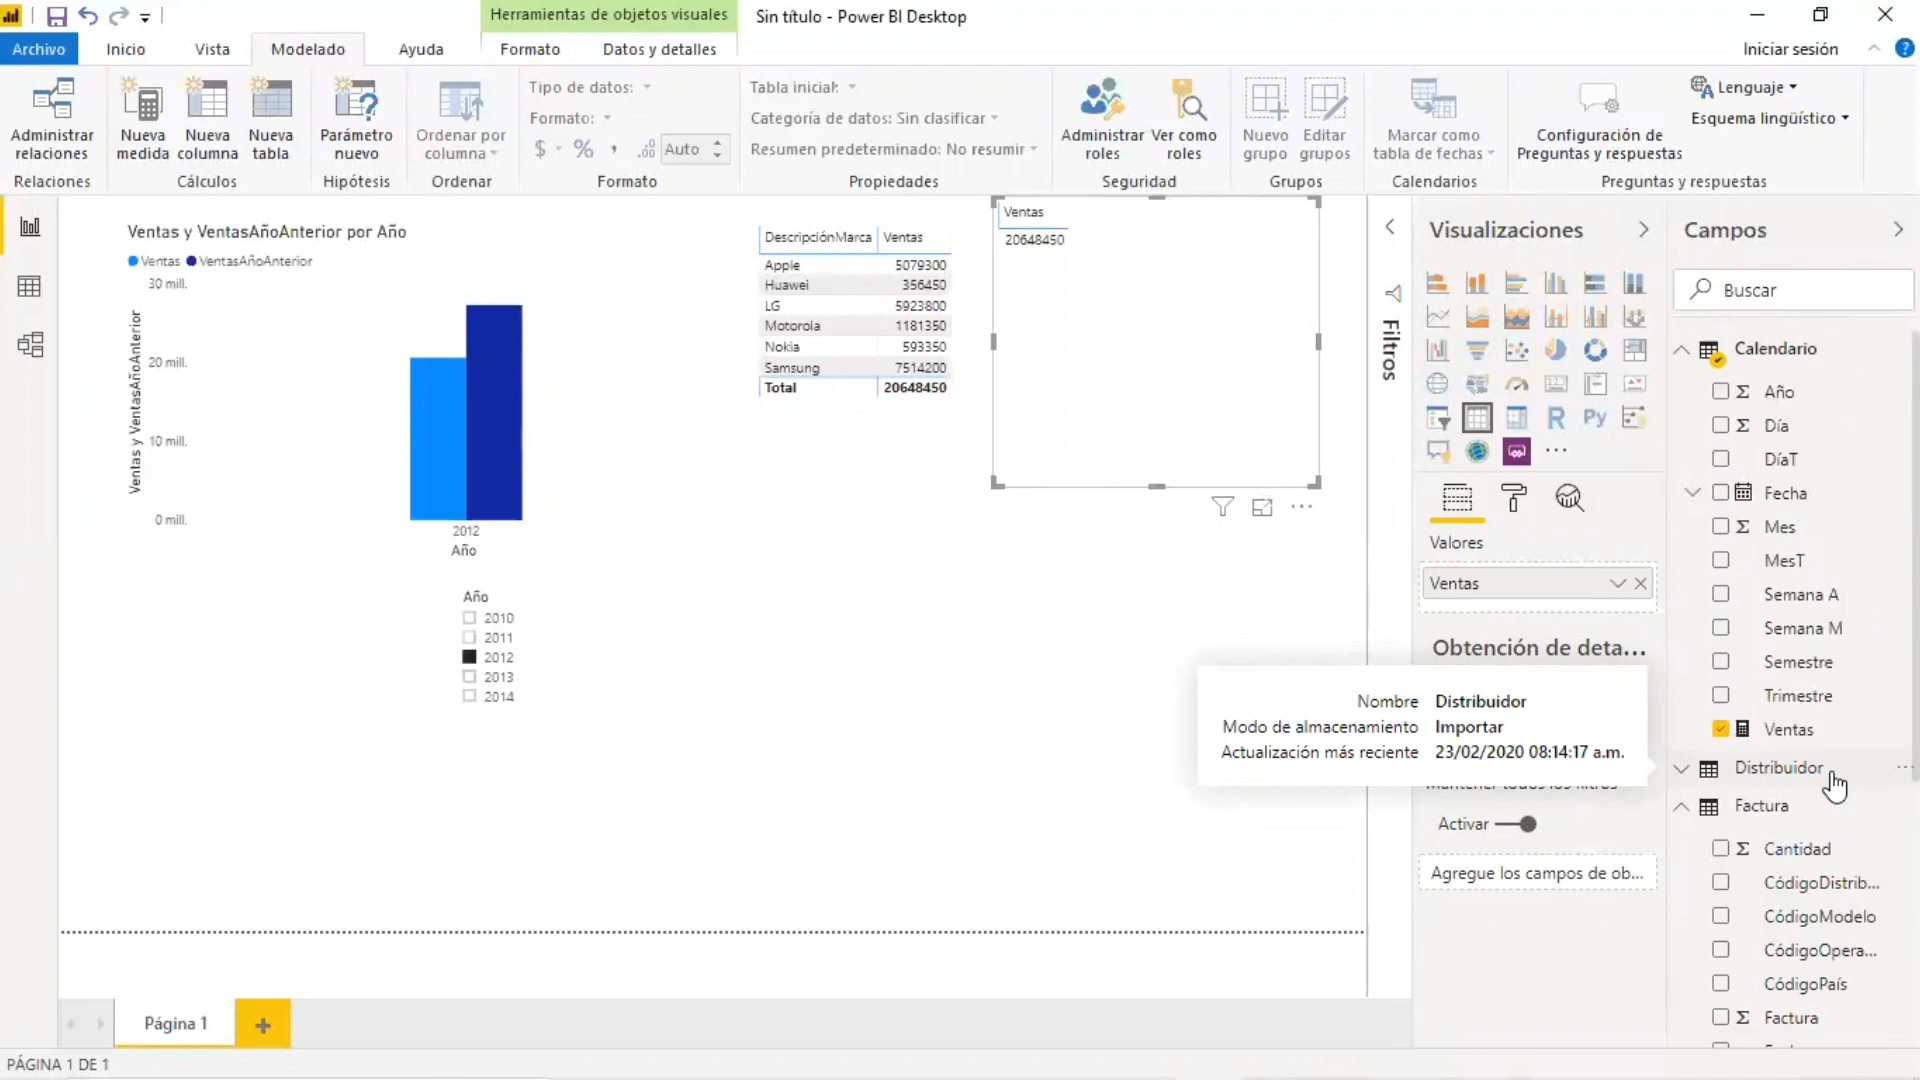 Herramientas de objetos visuales
Sin título - Power BI Desktop
Archivo
Inicio
Vista
Modelado
Ayuda
Formato
Datos y detalles
Iniciar sesión
?
Administrar relaciones
Relaciones
Nueva medida
Nueva columna
Nueva tabla
Cálculos
Parámetro nuevo
Hipótesis
Ordenar por columna
Ordenar
Tipo de datos:
Formato:
$ % , .00 Auto
Formato
Tabla inicial:
Categoría de datos: Sin clasificar
Resumen predeterminado: No resumir
Propiedades
Administrar roles
Ver como roles
Seguridad
Nuevo grupo
Editar grupos
Grupos
Marcar como tabla de fechas
Calendarios
Configuración de Preguntas y respuestas
Lenguaje
Esquema lingüístico
Preguntas y respuestas
Ventas y VentasAñoAnterior por Año
Ventas VentasAñoAnterior
30 mill.
20 mill.
10 mill.
0 mill.
Ventas y VentasAñoAnterior
2012
Año
Año
2010
2011
2012
2013
2014
DescripciónMarca Ventas
Apple 5079300
Huawei 356450
LG 5923800
Motorola 1181350
Nokia 593350
Samsung 7514200
Total 20648450
Ventas
20648450
Filtros
Visualizaciones
R
Py
Valores
Ventas
Obtención de deta...
Nombre Distribuidor
Modo de almacenamiento Importar
Actualización más reciente 23/02/2020 08:14:17 a.m.
Mantener todos los filtros
Activar
Agregue los campos de ob...
Campos
Buscar
Calendario
Σ Año
Σ Día
DíaT
Fecha
Σ Mes
MesT
Semana A
Semana M
Semestre
Trimestre
Ventas
Distribuidor
Factura
Σ Cantidad
CódigoDistrib...
CódigoModelo
CódigoOpera...
CódigoPaís
Σ Factura
Página 1
PÁGINA 1 DE 1